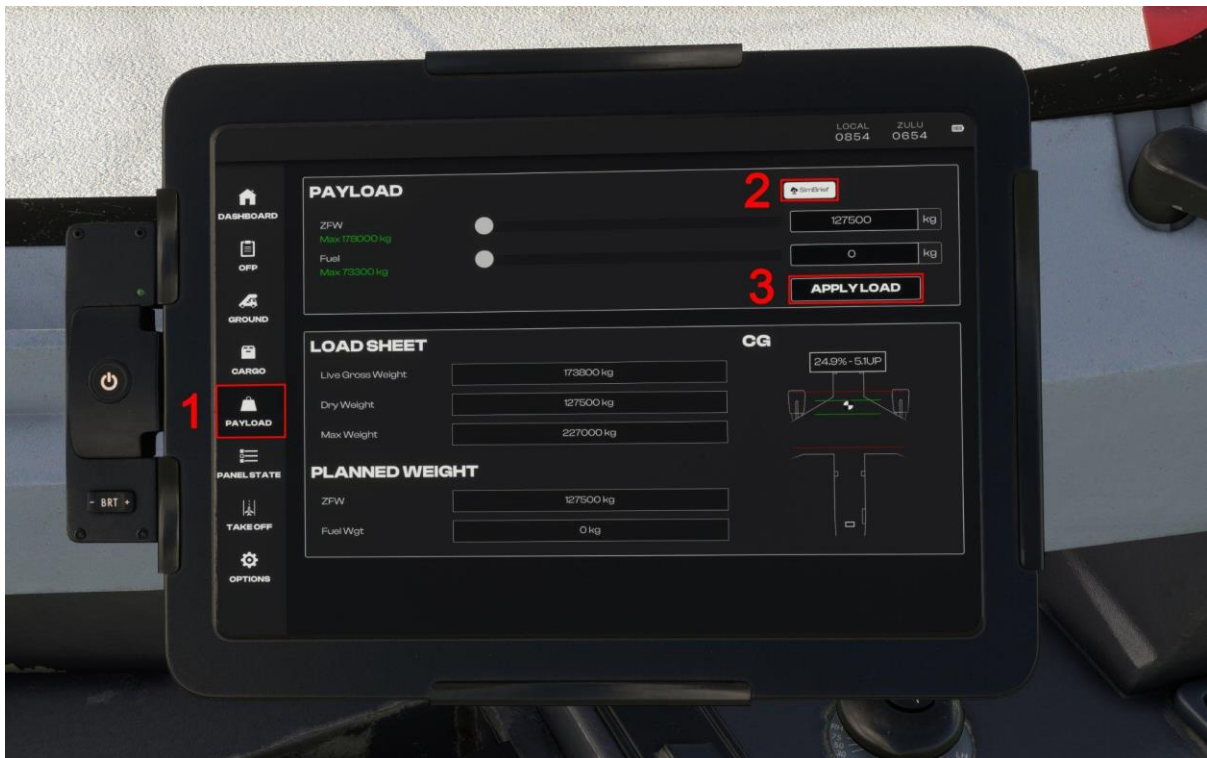 LOCAL ZULU
0854 0654
DASHBOARD
OFP
GROUND
CARGO
1
PAYLOAD
PANEL STATE
TAKE OFF
OPTIONS
- BRT +
PAYLOAD
2
SimBrief
ZFW
Max 178000 kg
127500 kg
Fuel
Max 73300 kg
0 kg
3
APPLY LOAD
LOAD SHEET
Live Gross Weight 173800 kg
Dry Weight 127500 kg
Max Weight 227000 kg
PLANNED WEIGHT
ZFW 127500 kg
Fuel Wgt 0 kg
CG
24.9% - 5.1UP
LH